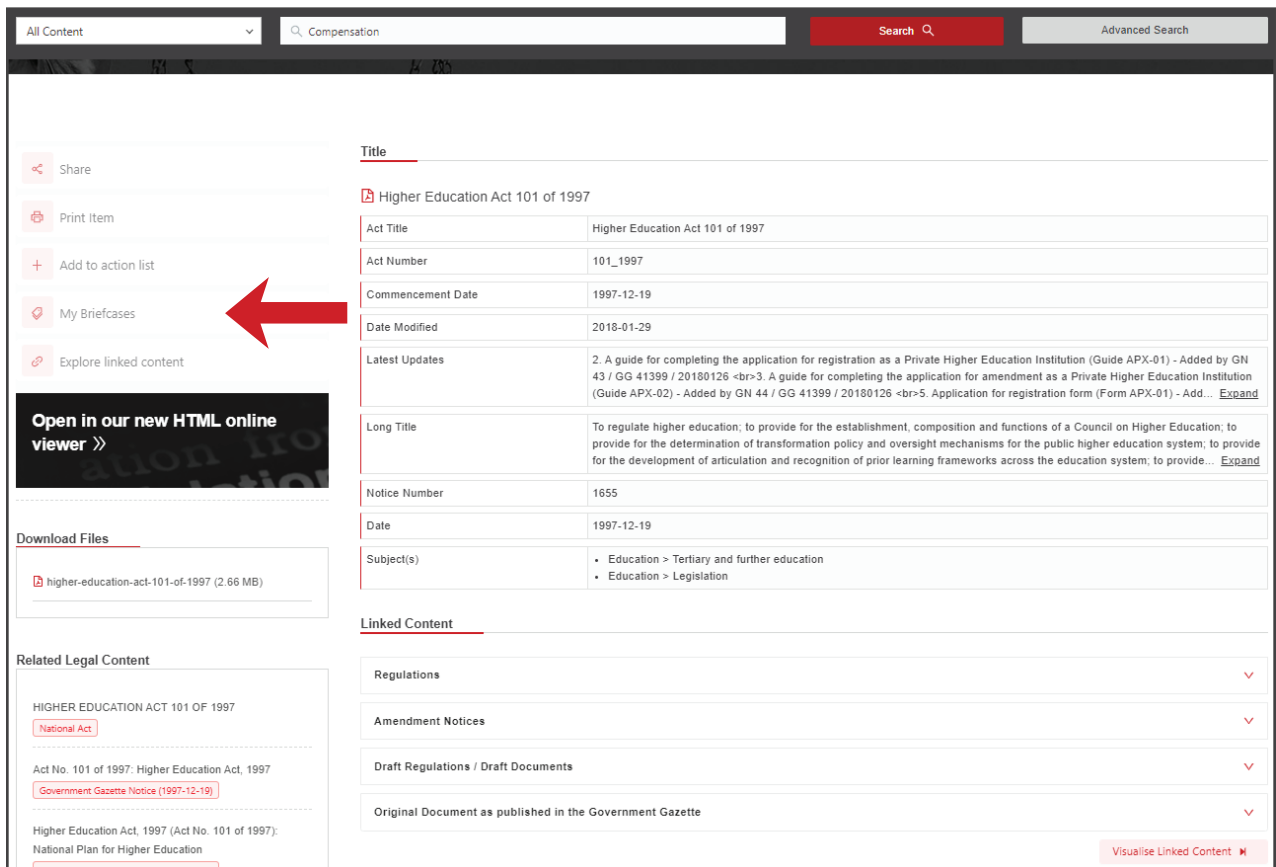 All Content
Compensation
Search
Advanced Search
Share
Print Item
Add to action list
My Briefcases
Explore linked content
Open in our new HTML online
viewer »
Download Files
higher-education-act-101-of-1997 (2.66 MB)
Related Legal Content
HIGHER EDUCATION ACT 101 OF 1997
National Act
Act No. 101 of 1997: Higher Education Act, 1997
Government Gazette Notice (1997-12-19)
Higher Education Act, 1997 (Act No. 101 of 1997):
National Plan for Higher Education
Title
Higher Education Act 101 of 1997
Act Title Higher Education Act 101 of 1997
Act Number 101_1997
Commencement Date 1997-12-19
Date Modified 2018-01-29
Latest Updates 2. A guide for completing the application for registration as a Private Higher Education Institution (Guide APX-01) - Added by GN
43 / GG 41399 / 20180126 <br>3. A guide for completing the application for amendment as a Private Higher Education Institution
(Guide APX-02) - Added by GN 44 / GG 41399 / 20180126 <br>5. Application for registration form (Form APX-01) - Add... Expand
Long Title To regulate higher education; to provide for the establishment, composition and functions of a Council on Higher Education; to
provide for the determination of transformation policy and oversight mechanisms for the public higher education system; to provide
for the development of articulation and recognition of prior learning frameworks across the education system; to provide... Expand
Notice Number 1655
Date 1997-12-19
Subject(s) • Education > Tertiary and further education
• Education > Legislation
Linked Content
Regulations
Amendment Notices
Draft Regulations / Draft Documents
Original Document as published in the Government Gazette
Visualise Linked Content